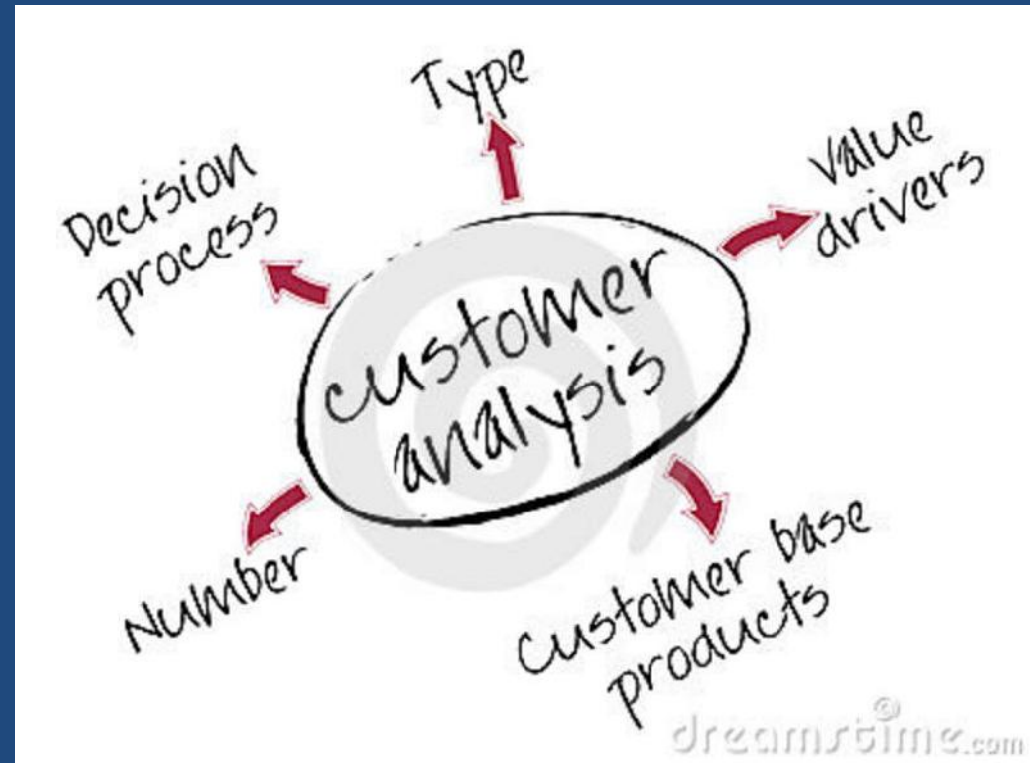 Type
Value
drivers
Decision
process
customer
analysis
Number
Customer base
products
dreamstime.com